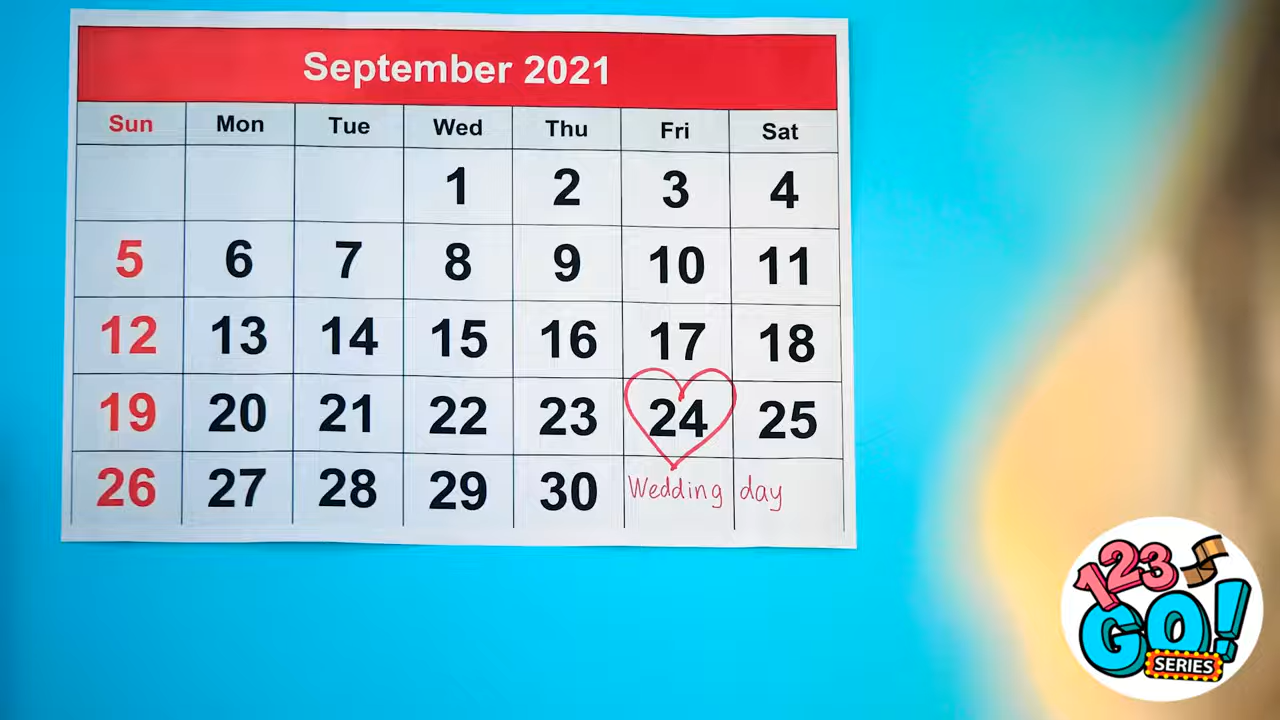 September 2021
Sun Mon Tue Wed Thu Fri Sat
1 2 3 4
5 6 7 8 9 10 11
12 13 14 15 16 17 18
19 20 21 22 23 24 25
26 27 28 29 30 Wedding day
123
GO!
SERIES